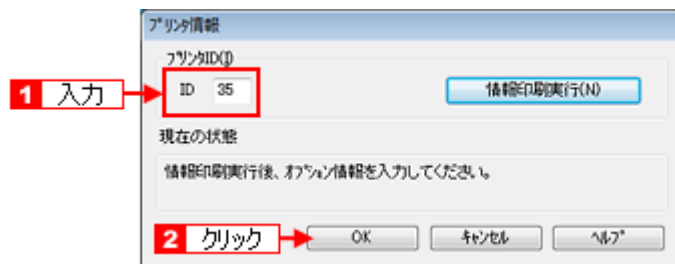 プリンタ情報
プリンタID(I)
1 入力
ID 35
情報印刷実行(N)
現在の状態
情報印刷実行後、オプション情報を入力してください。
2 クリック
OK
キャンセル
ヘルプ